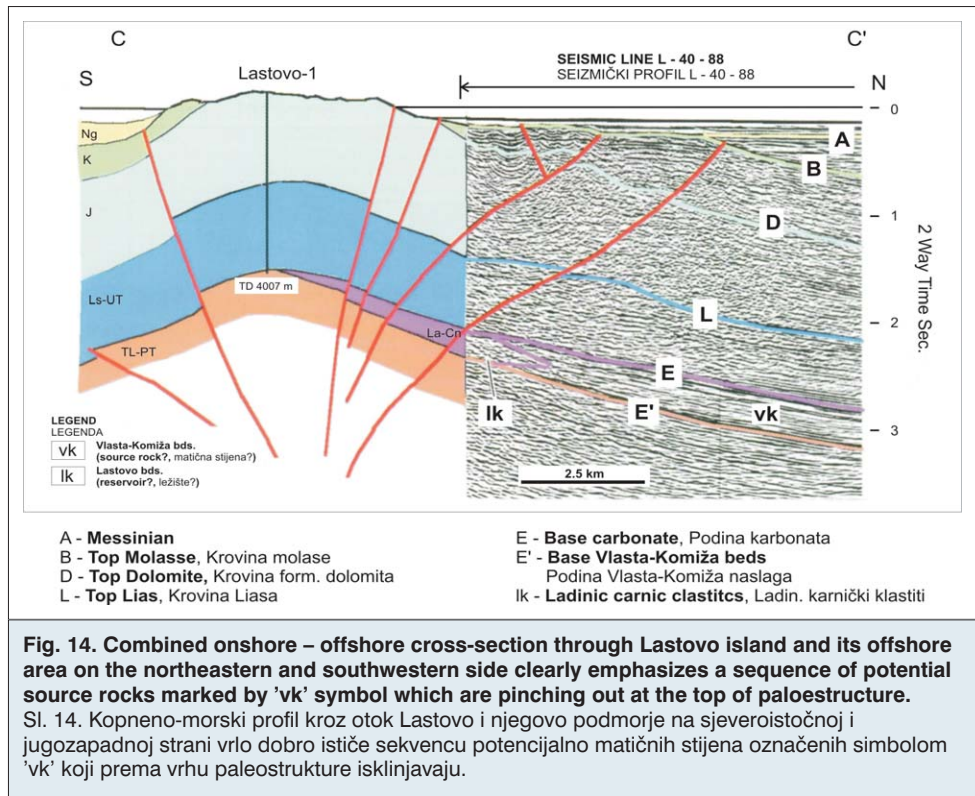 C
C'
SEISMIC LINE L - 40 - 88
SEIZMIČKI PROFIL L - 40 - 88
S
Lastovo-1
N
0
Ng
A
K
B
J
1
D
2 Way Time Sec.
TD 4007 m
Ls-UT
L
La-Cn
2
TL-PT
E
lk
E'
vk
3
LEGEND
LEGENDA
vk Vlasta-Komiža bds.
(source rock?, matična stijena?)
lk Lastovo bds.
(reservoir?, ležište?)
2.5 km
A - Messinian
B - Top Molasse, Krovina molase
D - Top Dolomite, Krovina form. dolomita
L - Top Lias, Krovina Liasa
E - Base carbonate, Podina karbonata
E' - Base Vlasta-Komiža beds
Podina Vlasta-Komiža naslaga
lk - Ladinic carnic clastitcs, Ladin. karnički klastiti
Fig. 14. Combined onshore – offshore cross-section through Lastovo island and its offshore
area on the northeastern and southwestern side clearly emphasizes a sequence of potential
source rocks marked by ’vk’ symbol which are pinching out at the top of paloestructure.
Sl. 14. Kopneno-morski profil kroz otok Lastovo i njegovo podmorje na sjeveroistočnoj i
jugozapadnoj strani vrlo dobro ističe sekvencu potencijalno matičnih stijena označenih simbolom
’vk’ koji prema vrhu paleostrukture isklinjavaju.